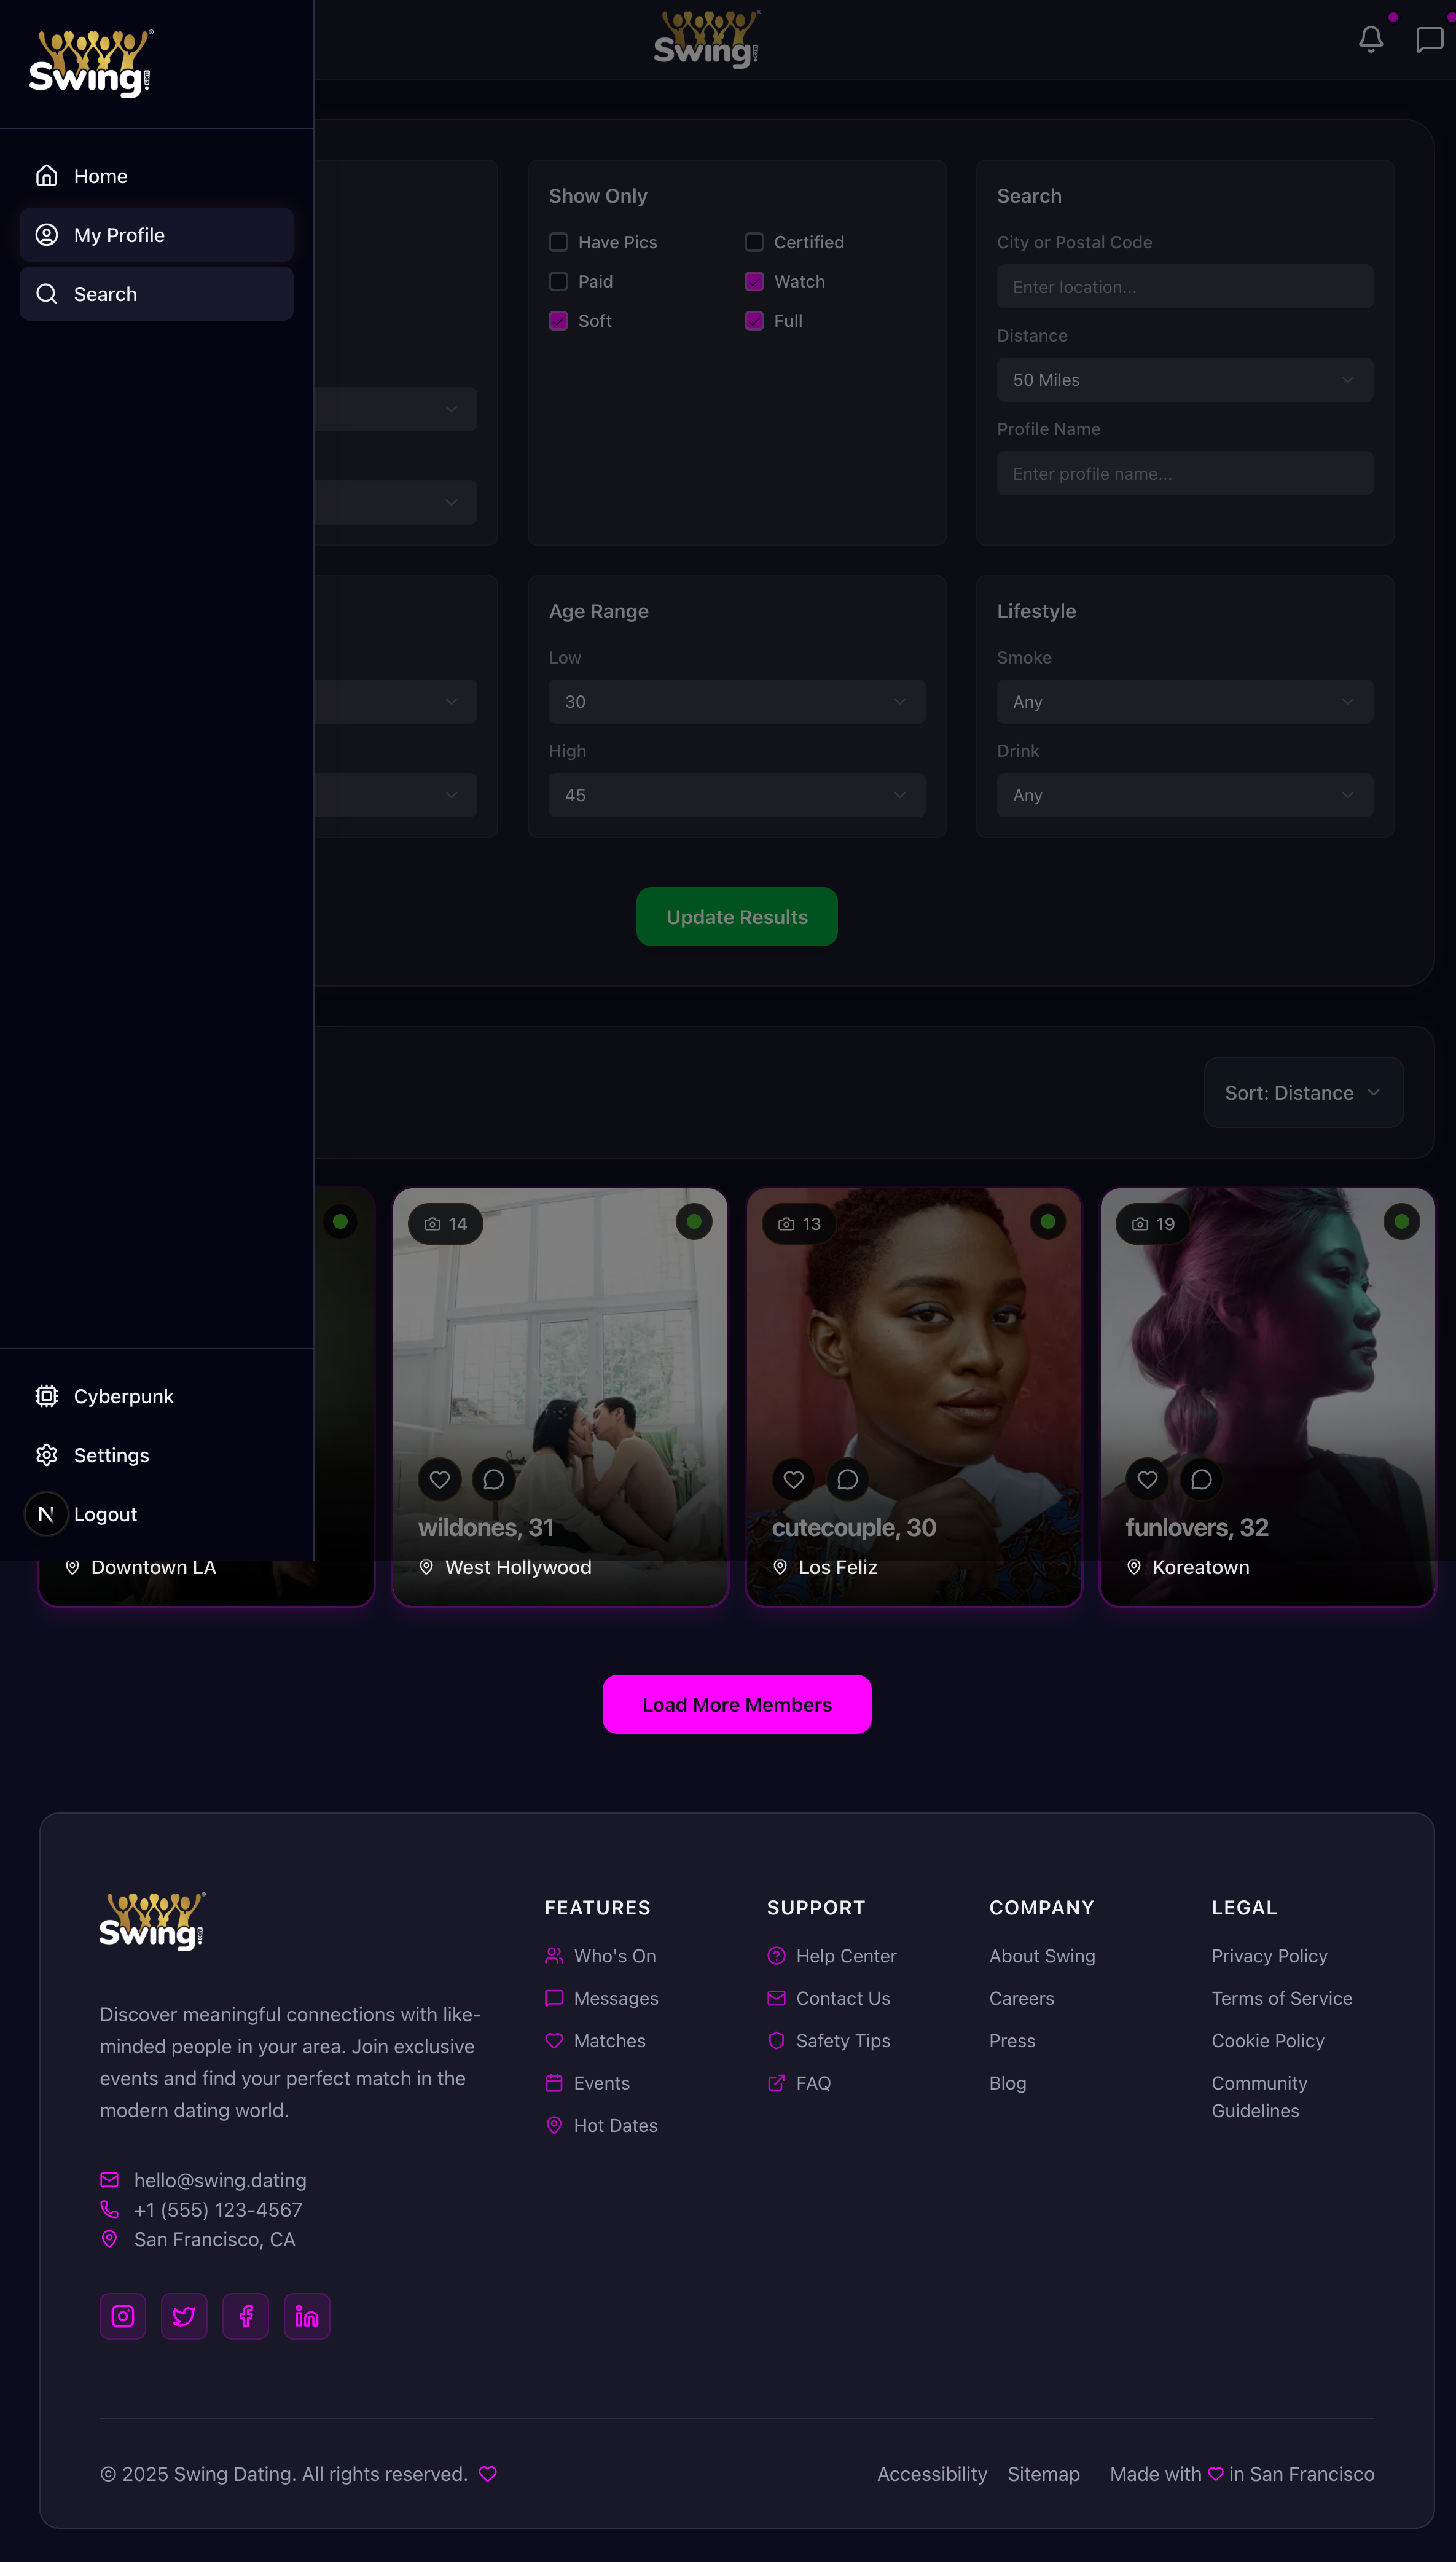 Swing!
Home
My Profile
Search
Cyberpunk
Settings
N Logout
Swing!
Show Only
Have Pics
Certified
Paid
Watch
Soft
Full
Search
City or Postal Code
Enter location...
Distance
50 Miles
Profile Name
Enter profile name...
Age Range
Low
30
High
45
Lifestyle
Smoke
Any
Drink
Any
Update Results
Sort: Distance
Downtown LA
14
wildones, 31
West Hollywood
13
cutecouple, 30
Los Feliz
19
funlovers, 32
Koreatown
Load More Members
Swing!
Discover meaningful connections with like-
minded people in your area. Join exclusive
events and find your perfect match in the
modern dating world.
hello@swing.dating
+1 (555) 123-4567
San Francisco, CA
FEATURES
Who's On
Messages
Matches
Events
Hot Dates
SUPPORT
Help Center
Contact Us
Safety Tips
FAQ
COMPANY
About Swing
Careers
Press
Blog
LEGAL
Privacy Policy
Terms of Service
Cookie Policy
Community
Guidelines
© 2025 Swing Dating. All rights reserved.
Accessibility
Sitemap
Made with in San Francisco